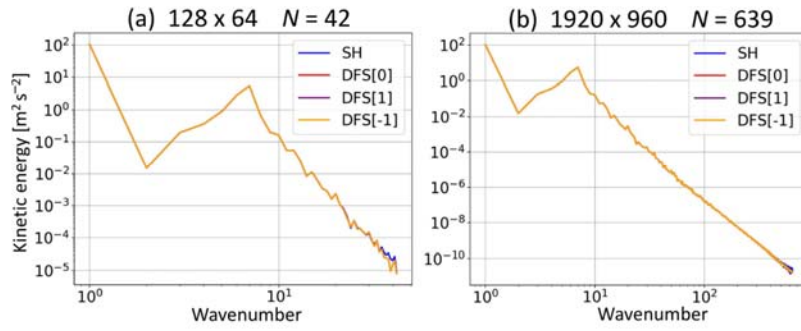 (a) 128 x 64 N = 42
10²
10¹
10⁰
10⁻¹
10⁻²
10⁻³
10⁻⁴
10⁻⁵
Kinetic energy [m² s⁻²]
SH
DFS[0]
DFS[1]
DFS[-1]
10⁰
10¹
Wavenumber
(b) 1920 x 960 N = 639
10²
10⁰
10⁻²
10⁻⁴
10⁻⁶
10⁻⁸
10⁻¹⁰
SH
DFS[0]
DFS[1]
DFS[-1]
10⁰
10¹
10²
Wavenumber